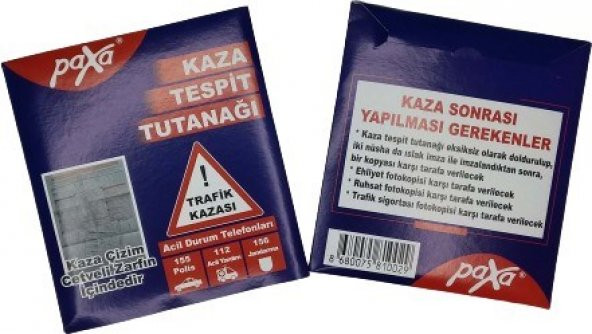 paxa
KAZA
TESPİT
TUTANAĞI
!
TRAFİK
KAZASI
Kaza Çizim
Cetveli Zarfın
İçindedir
Acil Durum Telefonları
155
Polis
112
Acil Yardım
156
Jandarma
KAZA SONRASI
YAPILMASI GEREKENLER
* Kaza tespit tutanağı eksiksiz olarak doldurulup,
iki nüsha da ıslak imza ile imzalandıktan sonra,
bir kopyası karşı tarafa verilecek
* Ehliyet fotokopisi karşı tarafa verilecek
* Ruhsat fotokopisi karşı tarafa verilecek
* Trafik sigortası fotokopisi karşı tarafa verilecek
8 680075 810029
paxa